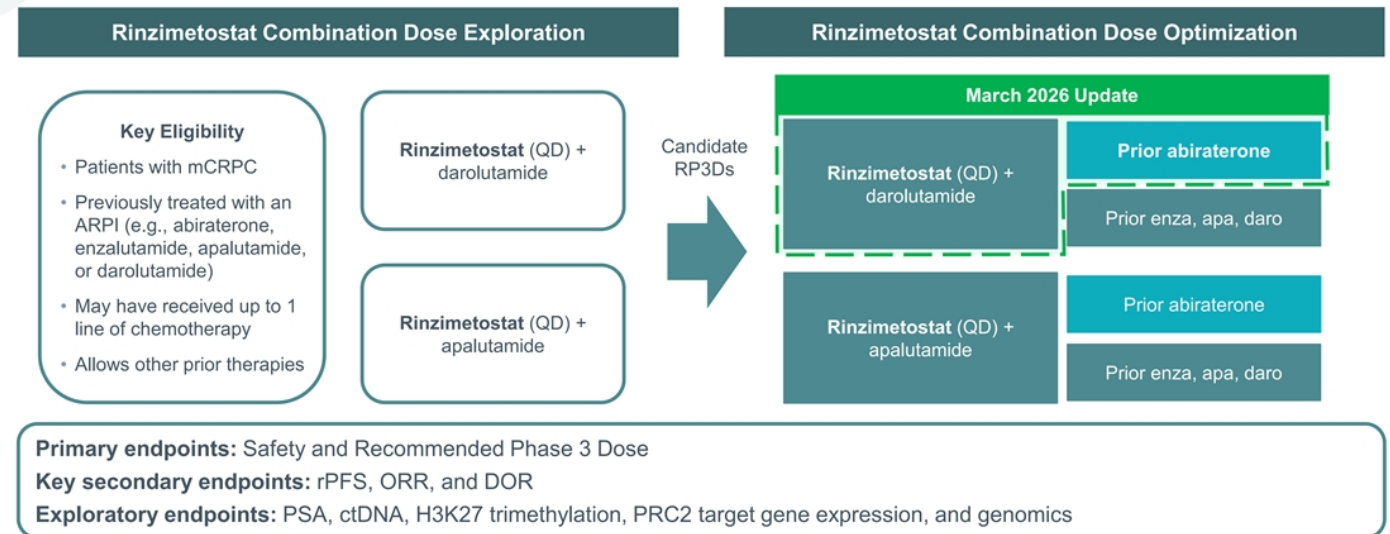 Rinzimetostat Combination Dose Exploration
Rinzimetostat Combination Dose Optimization
Key Eligibility
• Patients with mCRPC
• Previously treated with an
ARPI (e.g., abiraterone,
enzalutamide, apalutamide,
or darolutamide)
• May have received up to 1
line of chemotherapy
• Allows other prior therapies
Rinzimetostat (QD) +
darolutamide
Rinzimetostat (QD) +
apalutamide
Candidate
RP3Ds
March 2026 Update
Rinzimetostat (QD) +
darolutamide
Prior abiraterone
Prior enza, apa, daro
Rinzimetostat (QD) +
apalutamide
Prior abiraterone
Prior enza, apa, daro
Primary endpoints: Safety and Recommended Phase 3 Dose
Key secondary endpoints: rPFS, ORR, and DOR
Exploratory endpoints: PSA, ctDNA, H3K27 trimethylation, PRC2 target gene expression, and genomics